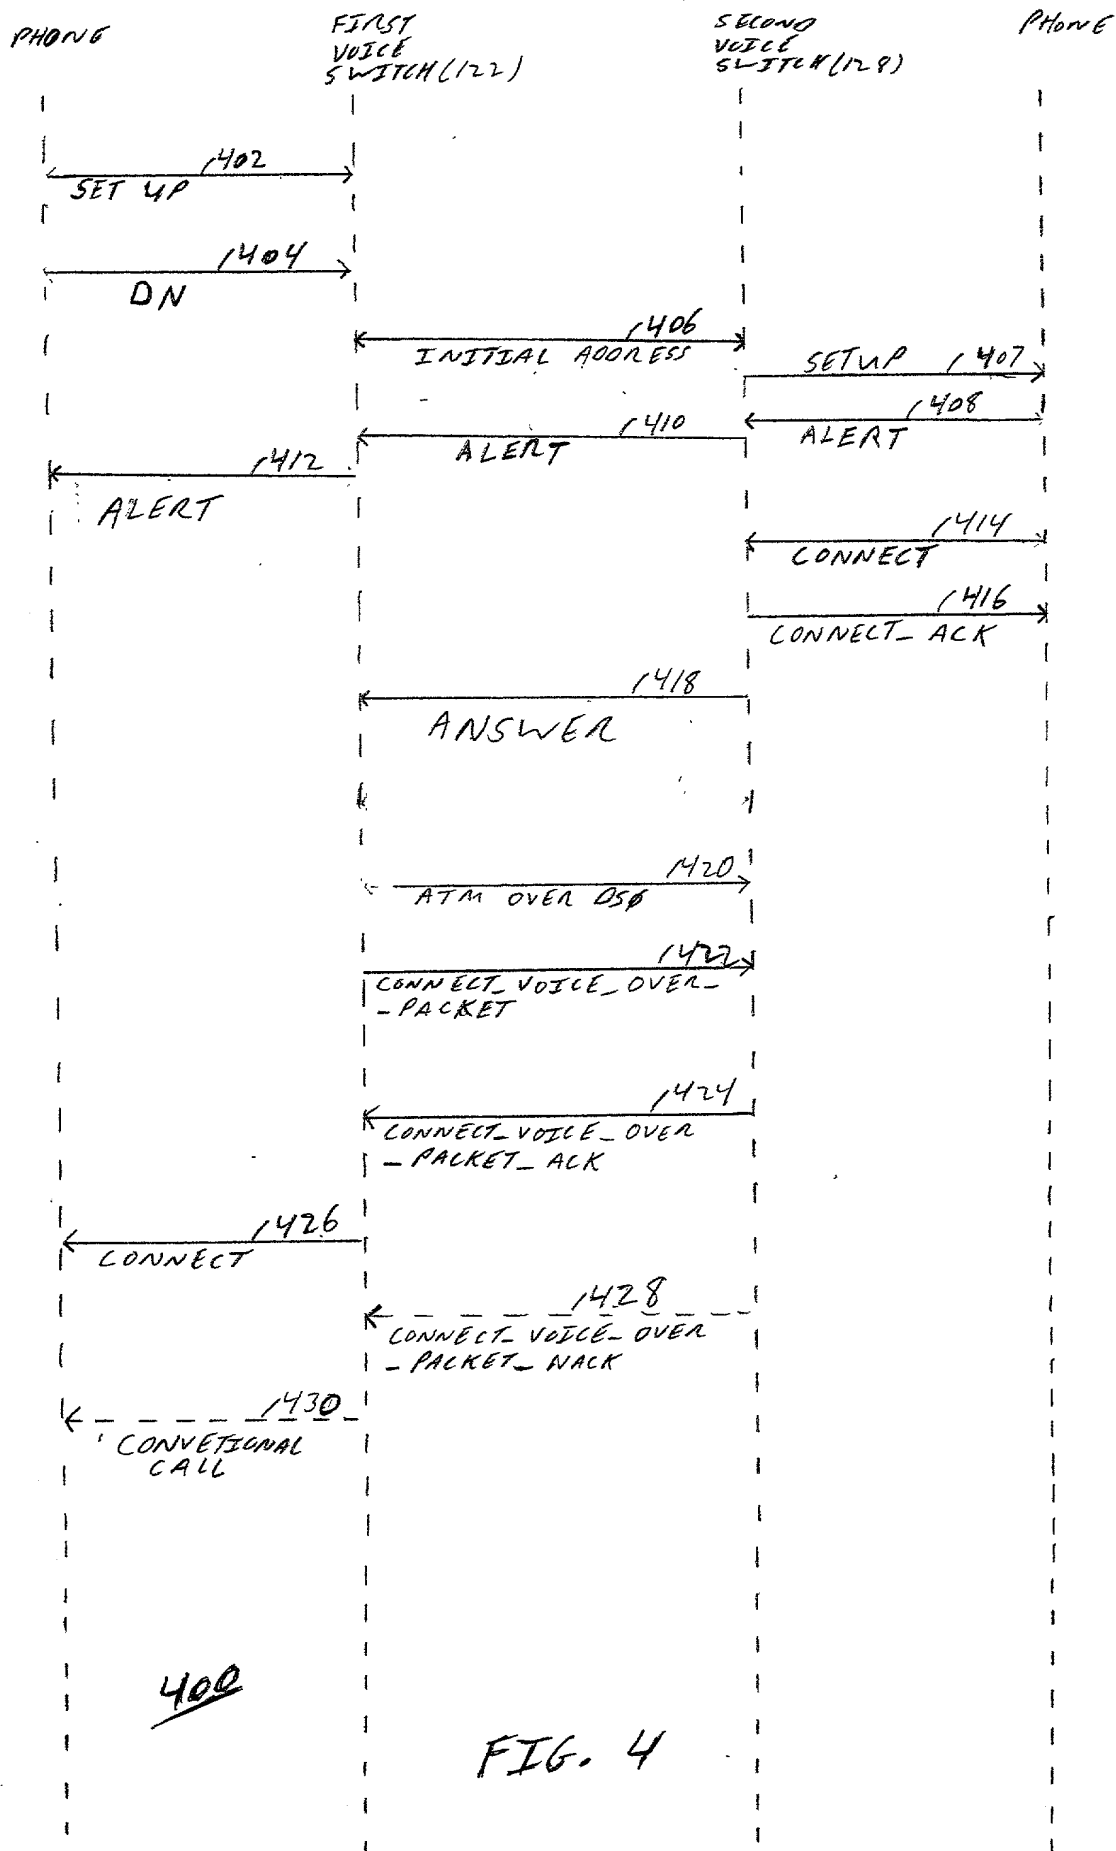 PHONE
FIRST
VOICE
SWITCH (122)
SECOND
VOICE
SWITCH (128)
PHONE
402
SET UP
404
DN
406
INITIAL ADDRESS
SETUP 407
408
ALERT
410
ALERT
412
ALERT
414
CONNECT
416
CONNECT_ACK
418
ANSWER
420
ATM OVER DSØ
422
CONNECT_VOICE_OVER_
_PACKET
424
CONNECT_VOICE_OVER
_PACKET_ACK
426
CONNECT
428
CONNECT_VOICE_OVER
_PACKET_NACK
430
CONVETIONAL
CALL
400
FIG. 4